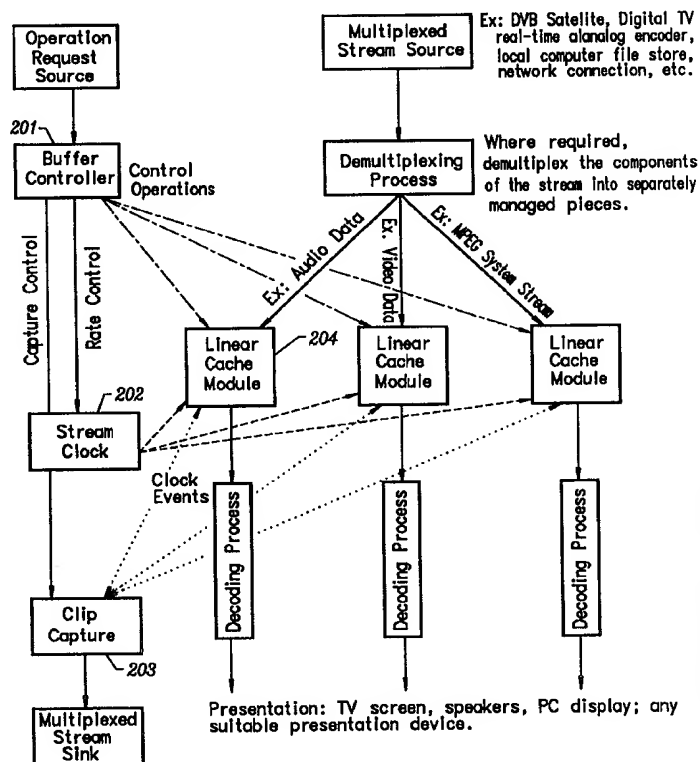 Operation
Request
Source
Multiplexed
Stream Source
Ex: DVB Satelite, Digital TV
real-time alanalog encoder,
local computer file store,
network connection, etc.
201
Buffer
Controller
Control
Operations
Demultiplexing
Process
Where required,
demultiplex the components
of the stream into separately
managed pieces.
Capture Control
Rate Control
Ex: Audio Data
Ex. Video Data
Ex: MPEG System Stream
Linear
Cache
Module
204
Linear
Cache
Module
Linear
Cache
Module
202
Stream
Clock
Clock
Events
Decoding Process
Decoding Process
Decoding Process
Clip
Capture
203
Multiplexed
Stream
Sink
Presentation: TV screen, speakers, PC display; any
suitable presentation device.